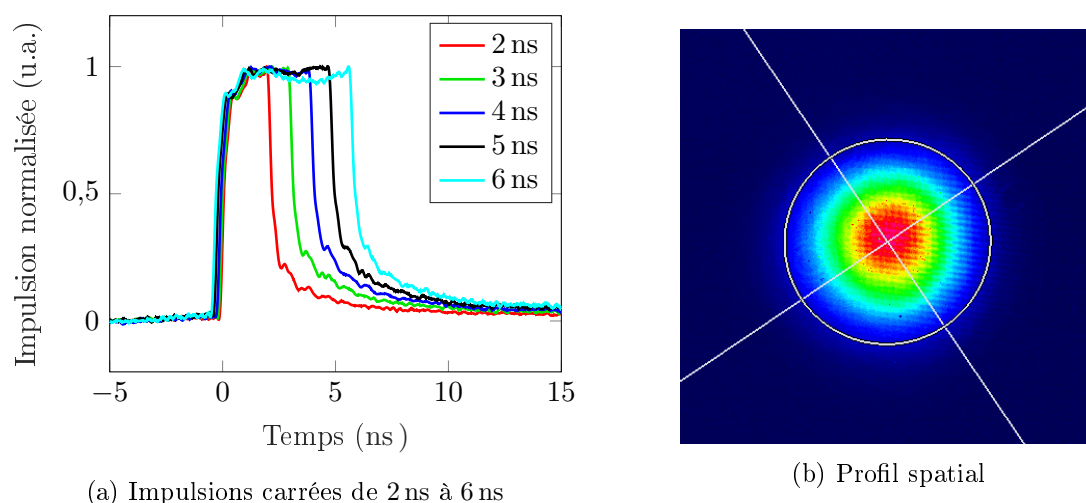 Impulsion normalisée (u.a.)
1
0,5
0
−5
0
5
10
15
Temps (ns)
2 ns
3 ns
4 ns
5 ns
6 ns
(a) Impulsions carrées de 2 ns à 6 ns
(b) Profil spatial